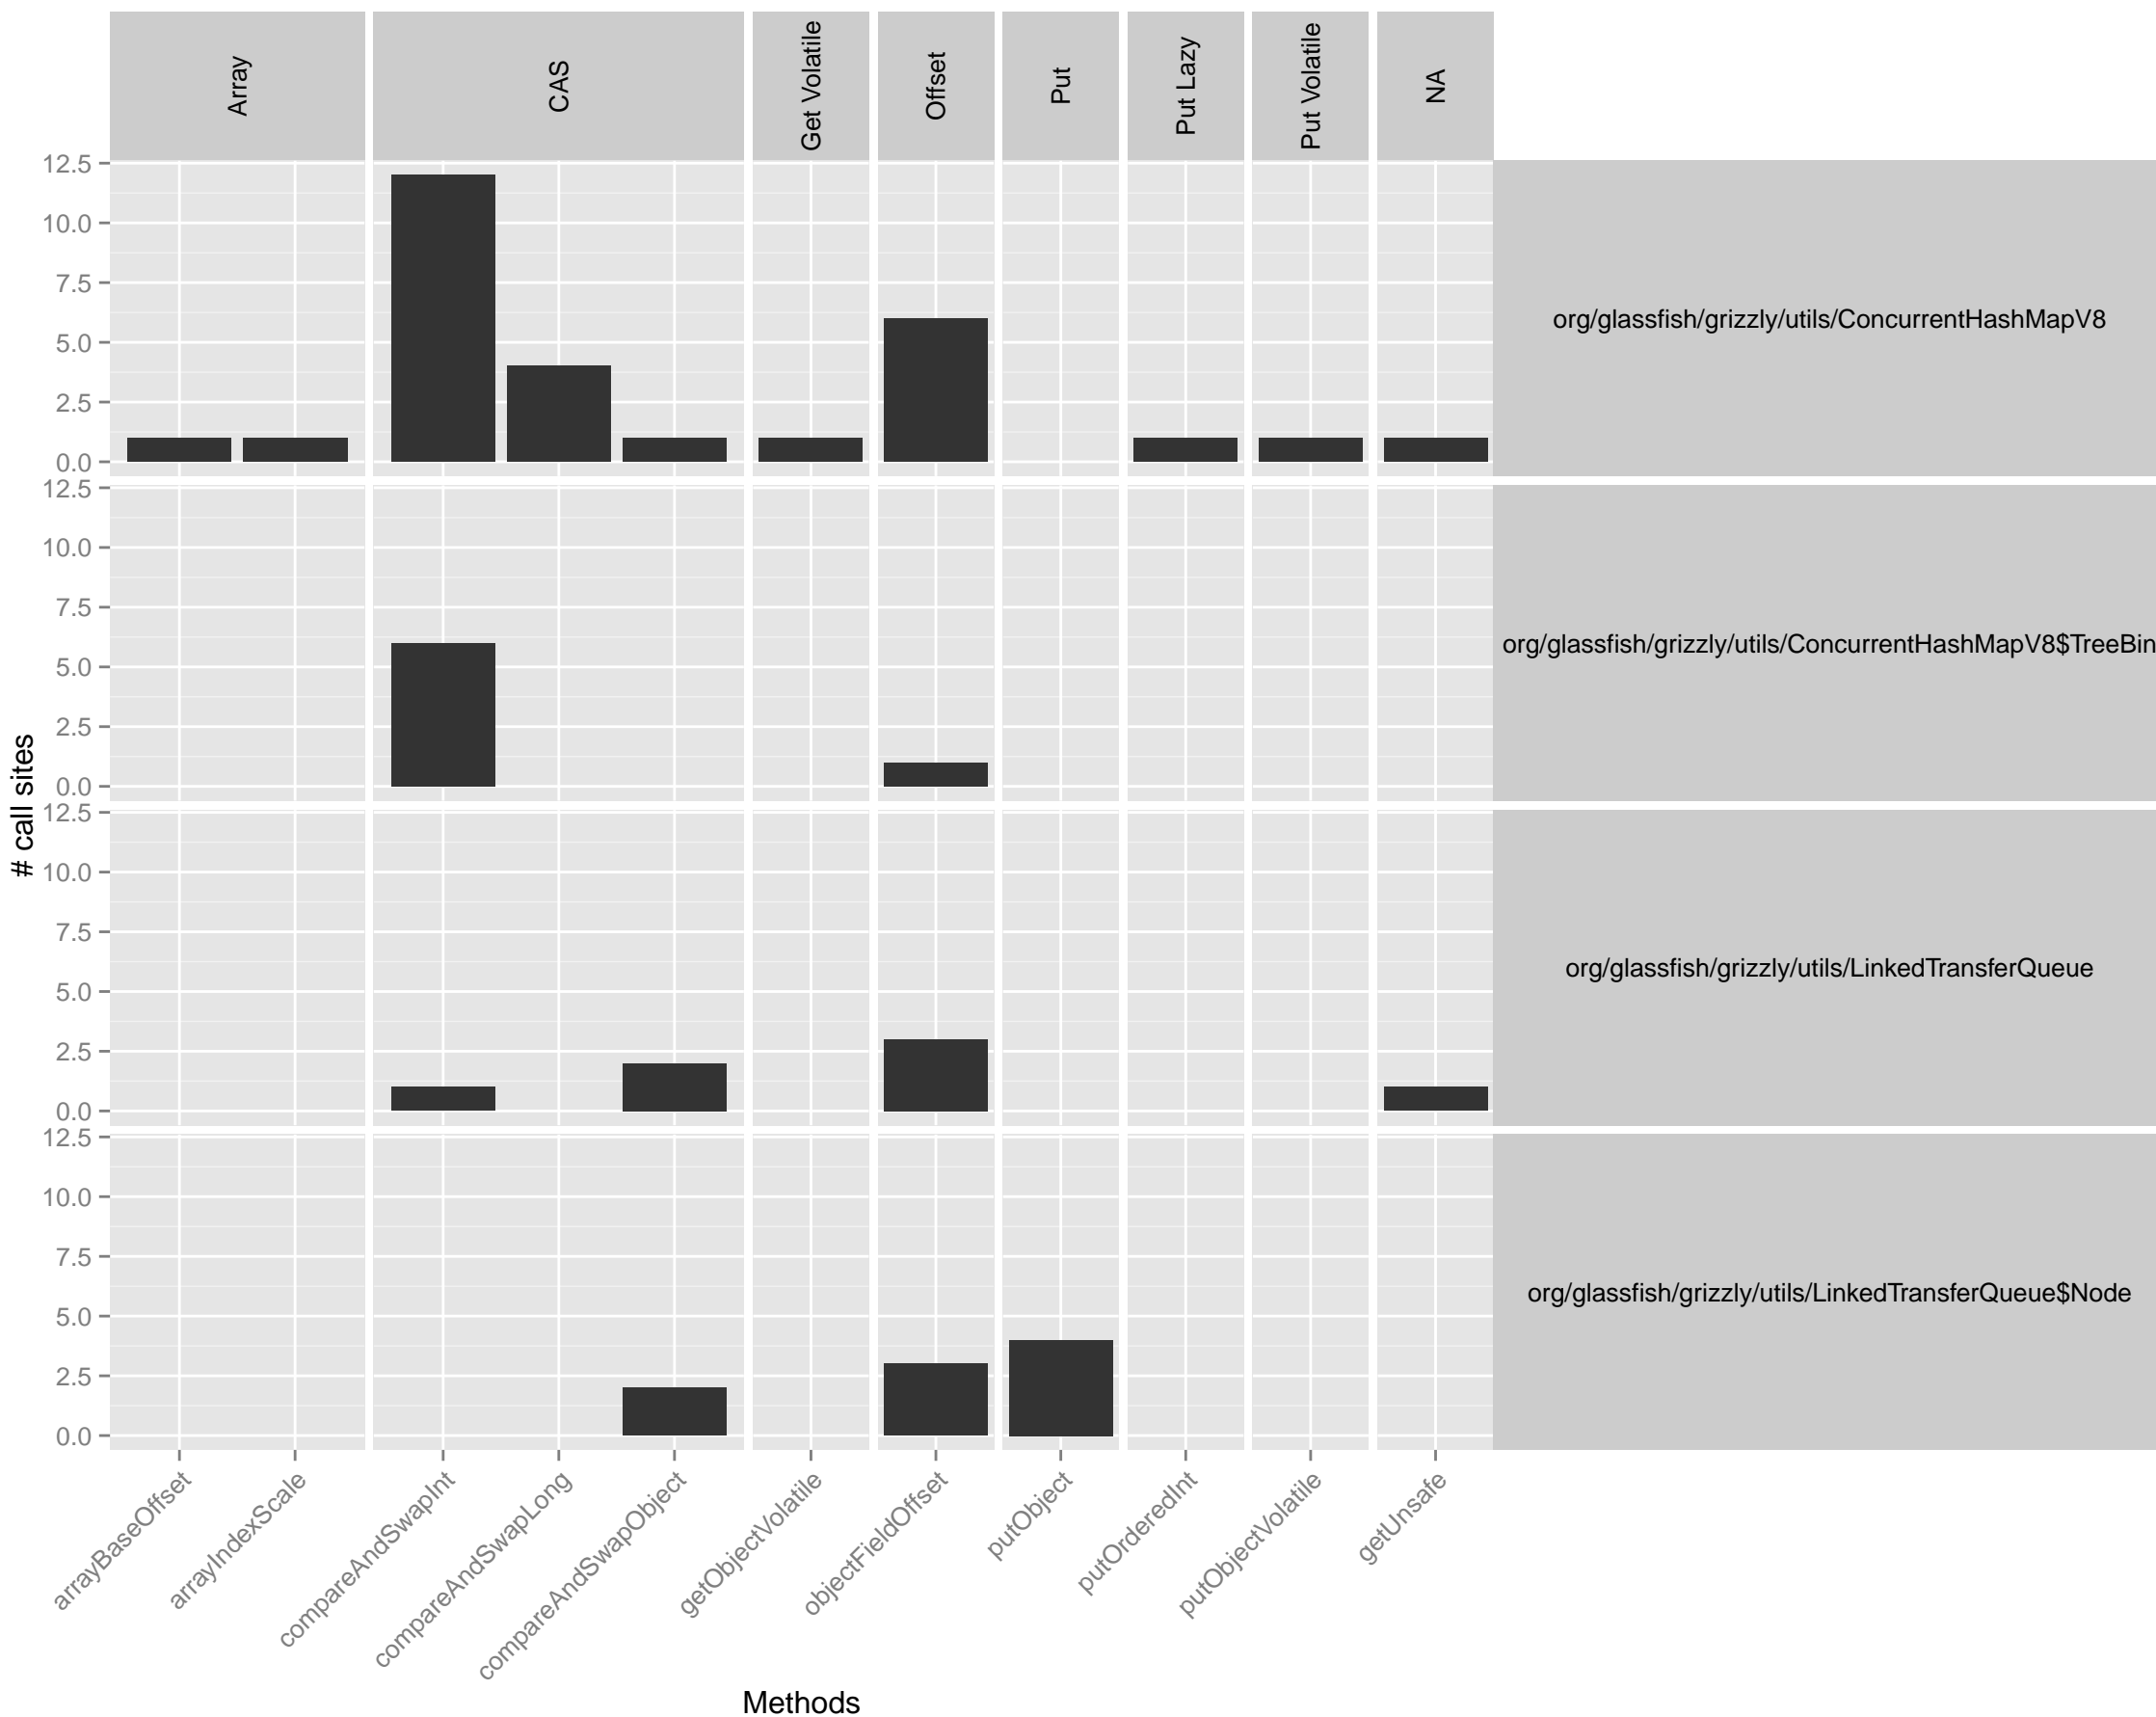 Array
CAS
Get Volatile
Offset
Put
Put Lazy
Put Volatile
NA
12.5
10.0
7.5
5.0
2.5
0.0
org/glassfish/grizzly/utils/ConcurrentHashMapV8
12.5
10.0
7.5
5.0
2.5
0.0
org/glassfish/grizzly/utils/ConcurrentHashMapV8$TreeBin
12.5
10.0
7.5
5.0
2.5
0.0
org/glassfish/grizzly/utils/LinkedTransferQueue
12.5
10.0
7.5
5.0
2.5
0.0
org/glassfish/grizzly/utils/LinkedTransferQueue$Node
# call sites
arrayBaseOffset
arrayIndexScale
compareAndSwapInt
compareAndSwapLong
compareAndSwapObject
getObjectVolatile
objectFieldOffset
putObject
putOrderedInt
putObjectVolatile
getUnsafe
Methods